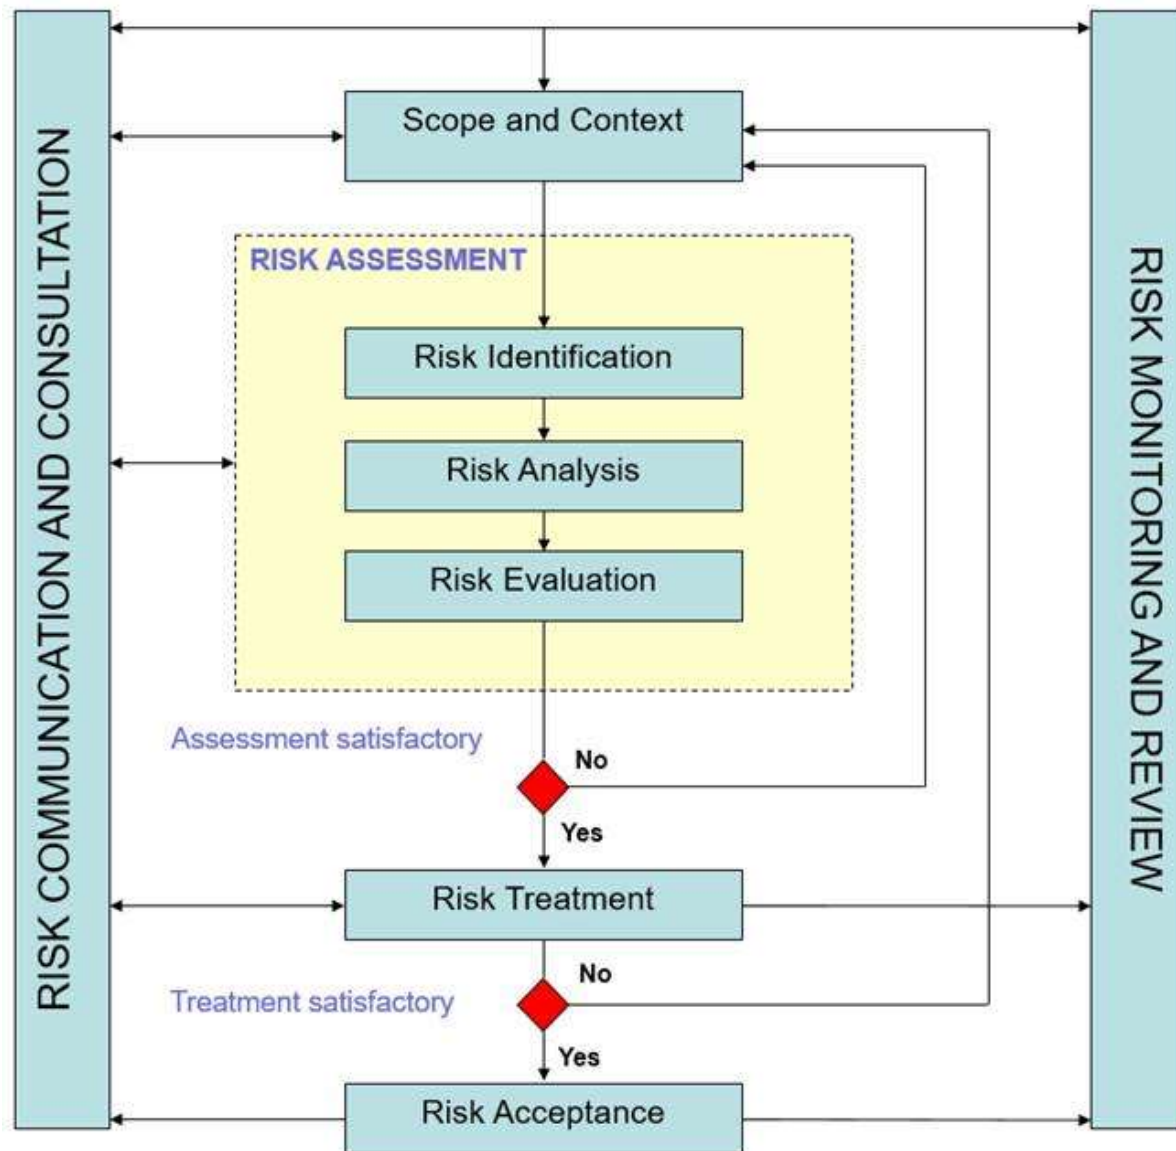 RISK COMMUNICATION AND CONSULTATION
Scope and Context
RISK ASSESSMENT
Risk Identification
Risk Analysis
Risk Evaluation
Assessment satisfactory
No
Yes
Risk Treatment
Treatment satisfactory
No
Yes
Risk Acceptance
RISK MONITORING AND REVIEW